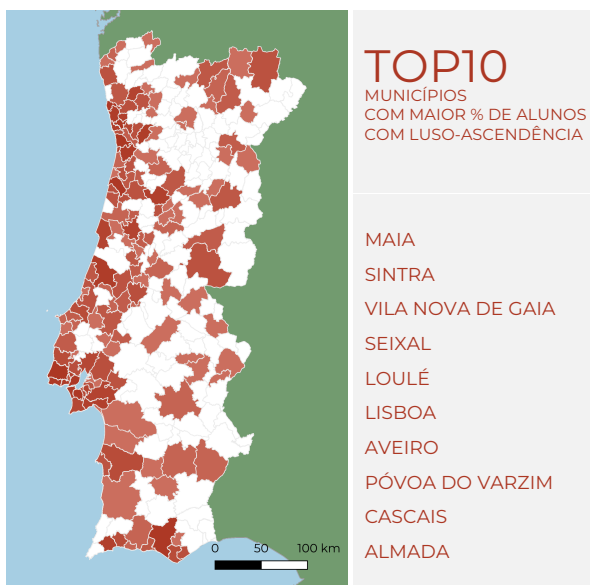 TOP10
MUNICÍPIOS
COM MAIOR % DE ALUNOS
COM LUSO-ASCENDÊNCIA
MAIA
SINTRA
VILA NOVA DE GAIA
SEIXAL
LOULÉ
LISBOA
AVEIRO
PÓVOA DO VARZIM
CASCAIS
ALMADA
0 50 100 km